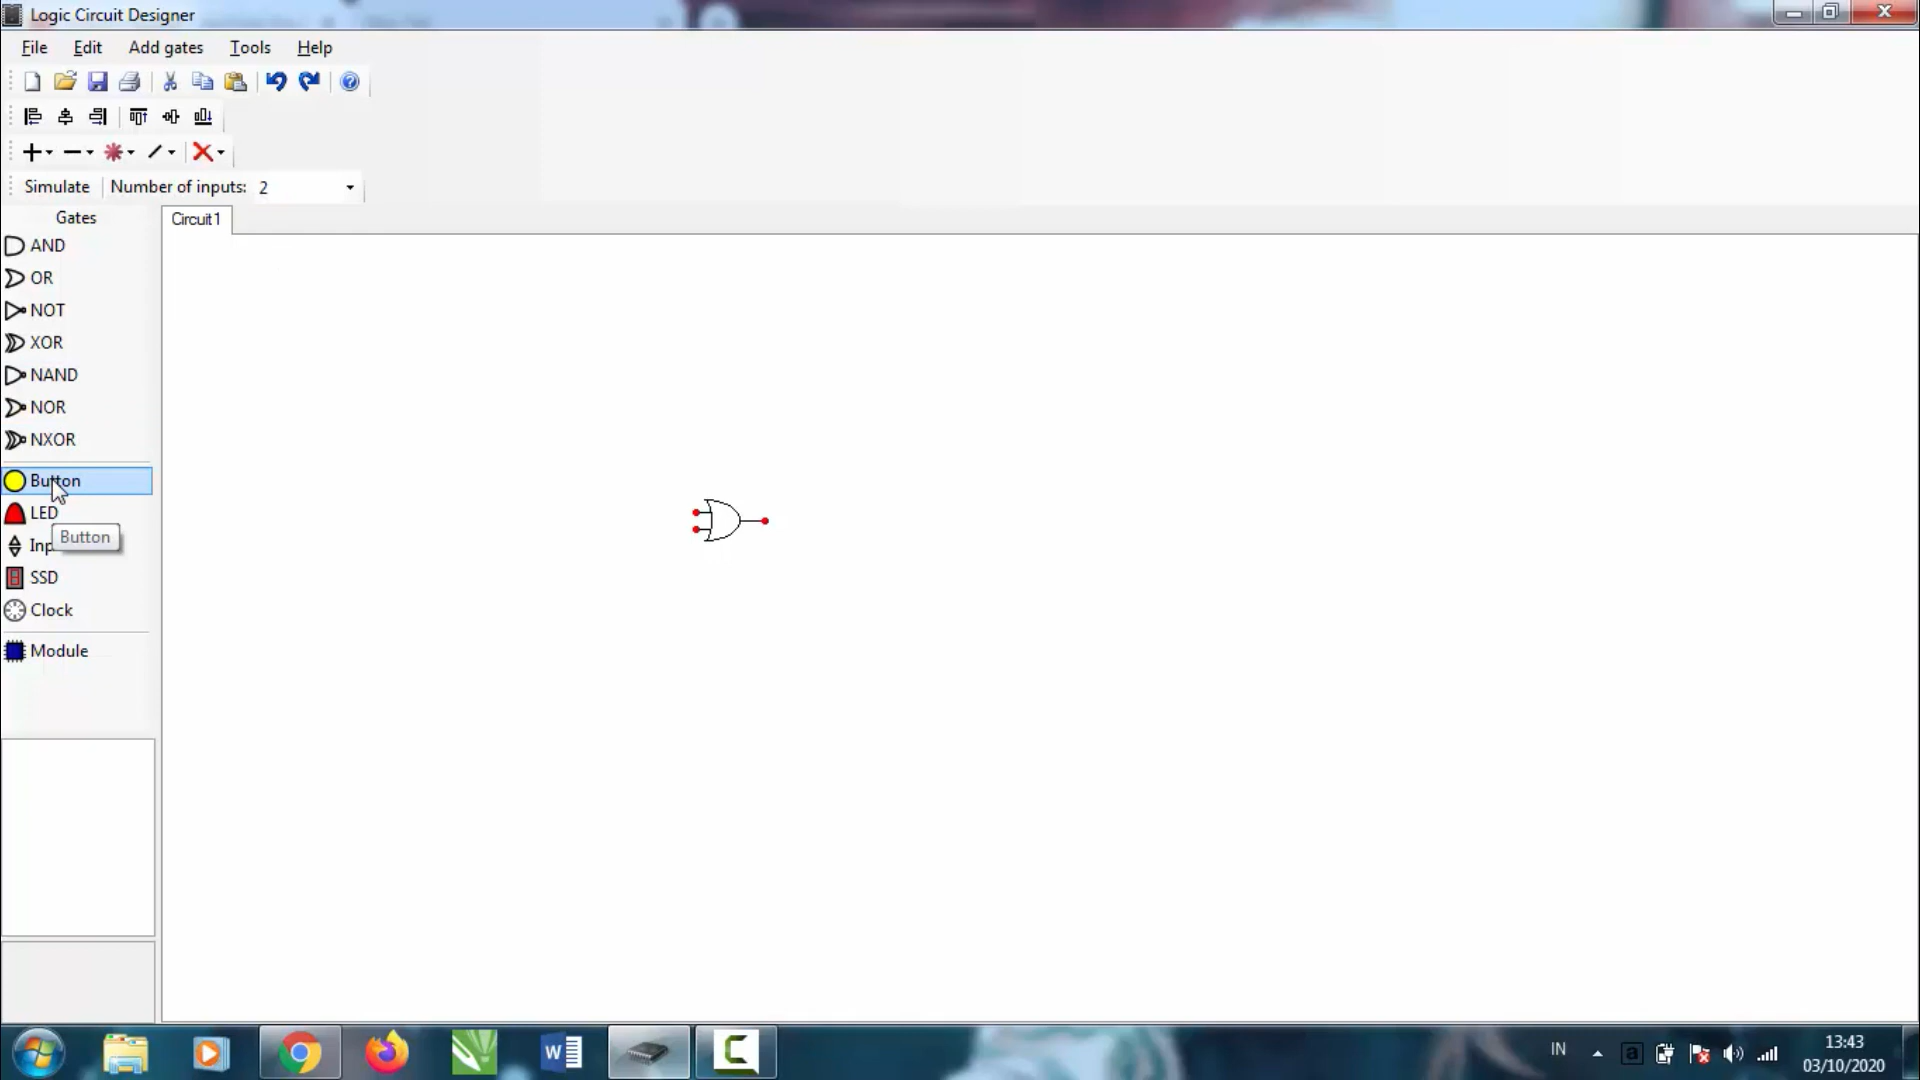 Logic Circuit Designer
File Edit Add gates Tools Help
Simulate Number of inputs: 2
Gates
Circuit1
AND
OR
NOT
XOR
NAND
NOR
NXOR
Button
LED
Button
Inp
SSD
Clock
Module
IN
13:43
03/10/2020